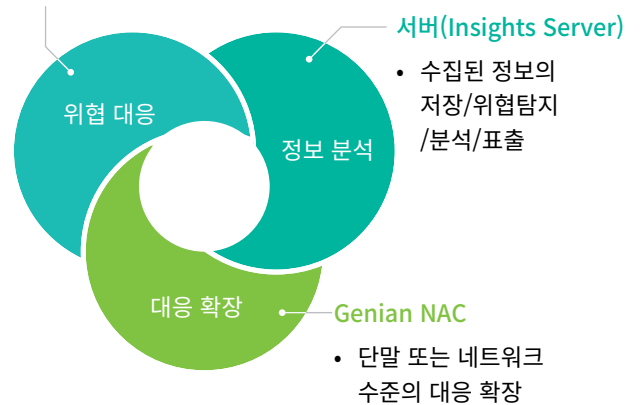 서버(Insights Server)
• 수집된 정보의
저장/위협탐지
/분석/표출
위협 대응
정보 분석
대응 확장
Genian NAC
• 단말 또는 네트워크
수준의 대응 확장